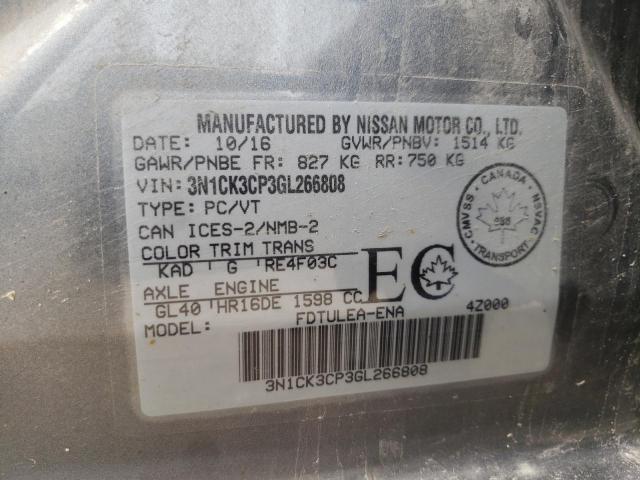 MANUFACTURED BY NISSAN MOTOR CO., LTD.
DATE: 10/16 GVWR/PNBV: 1514 KG
GAWR/PNBE FR: 827 KG RR: 750 KG
VIN: 3N1CK3CP3GL266808
TYPE: PC/VT
CAN ICES-2/NMB-2
COLOR TRIM TRANS
KAD G RE4F03C
AXLE ENGINE
GL40 HR16DE 1598 CC
EC
MODEL: FDTULEA-ENA 4Z000
3N1CK3CP3GL266808
CANADA
CMVSS
NSVAC
TRANSPORT